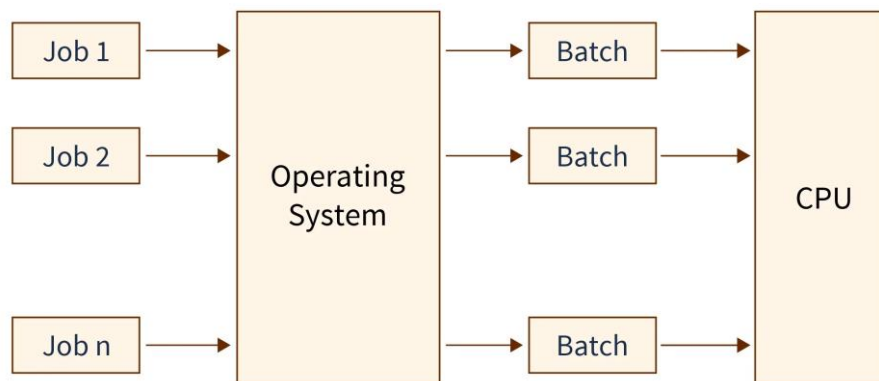 Job 1
Batch
Job 2
Batch
Operating
System
CPU
Job n
Batch